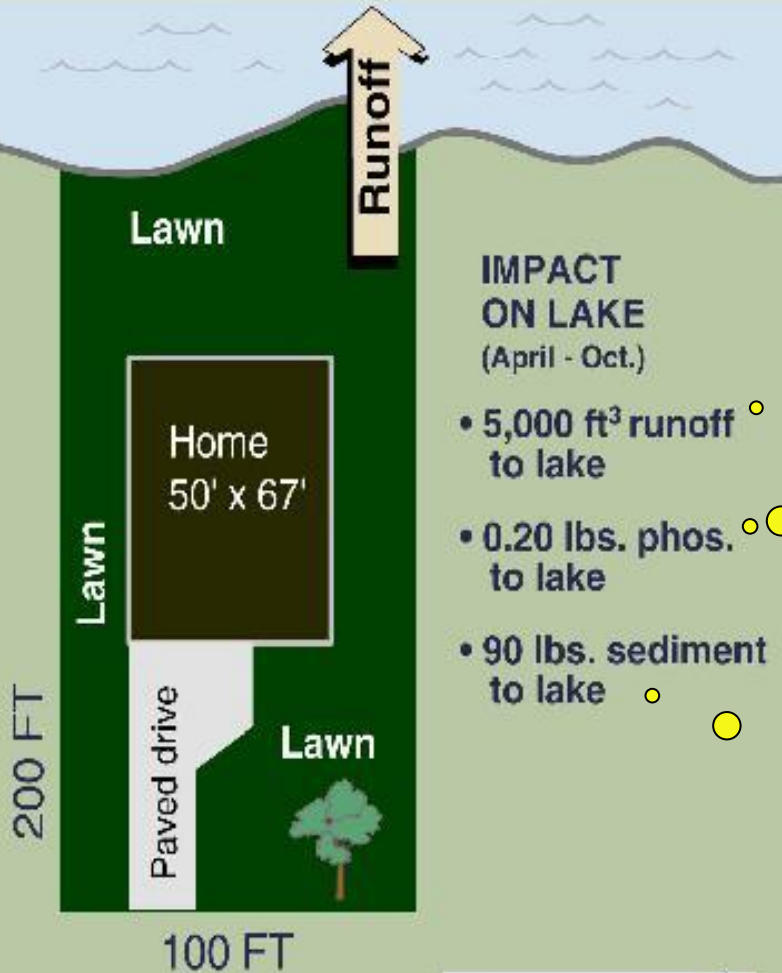 Runoff
Lawn
IMPACT
ON LAKE
(April - Oct.)
• 5,000 ft³ runoff
to lake
• 0.20 lbs. phos.
to lake
• 90 lbs. sediment
to lake
Home
50' x 67'
Lawn
Paved drive
Lawn
200 FT
100 FT